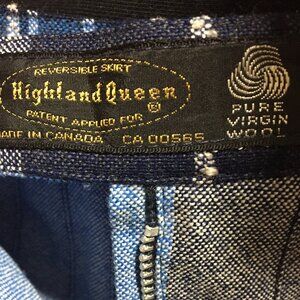 REVERSIBLE SKIRT
Highland Queen
®
PATENT APPLIED FOR
MADE IN CANADA CA 00565
PURE
VIRGIN
WOOL